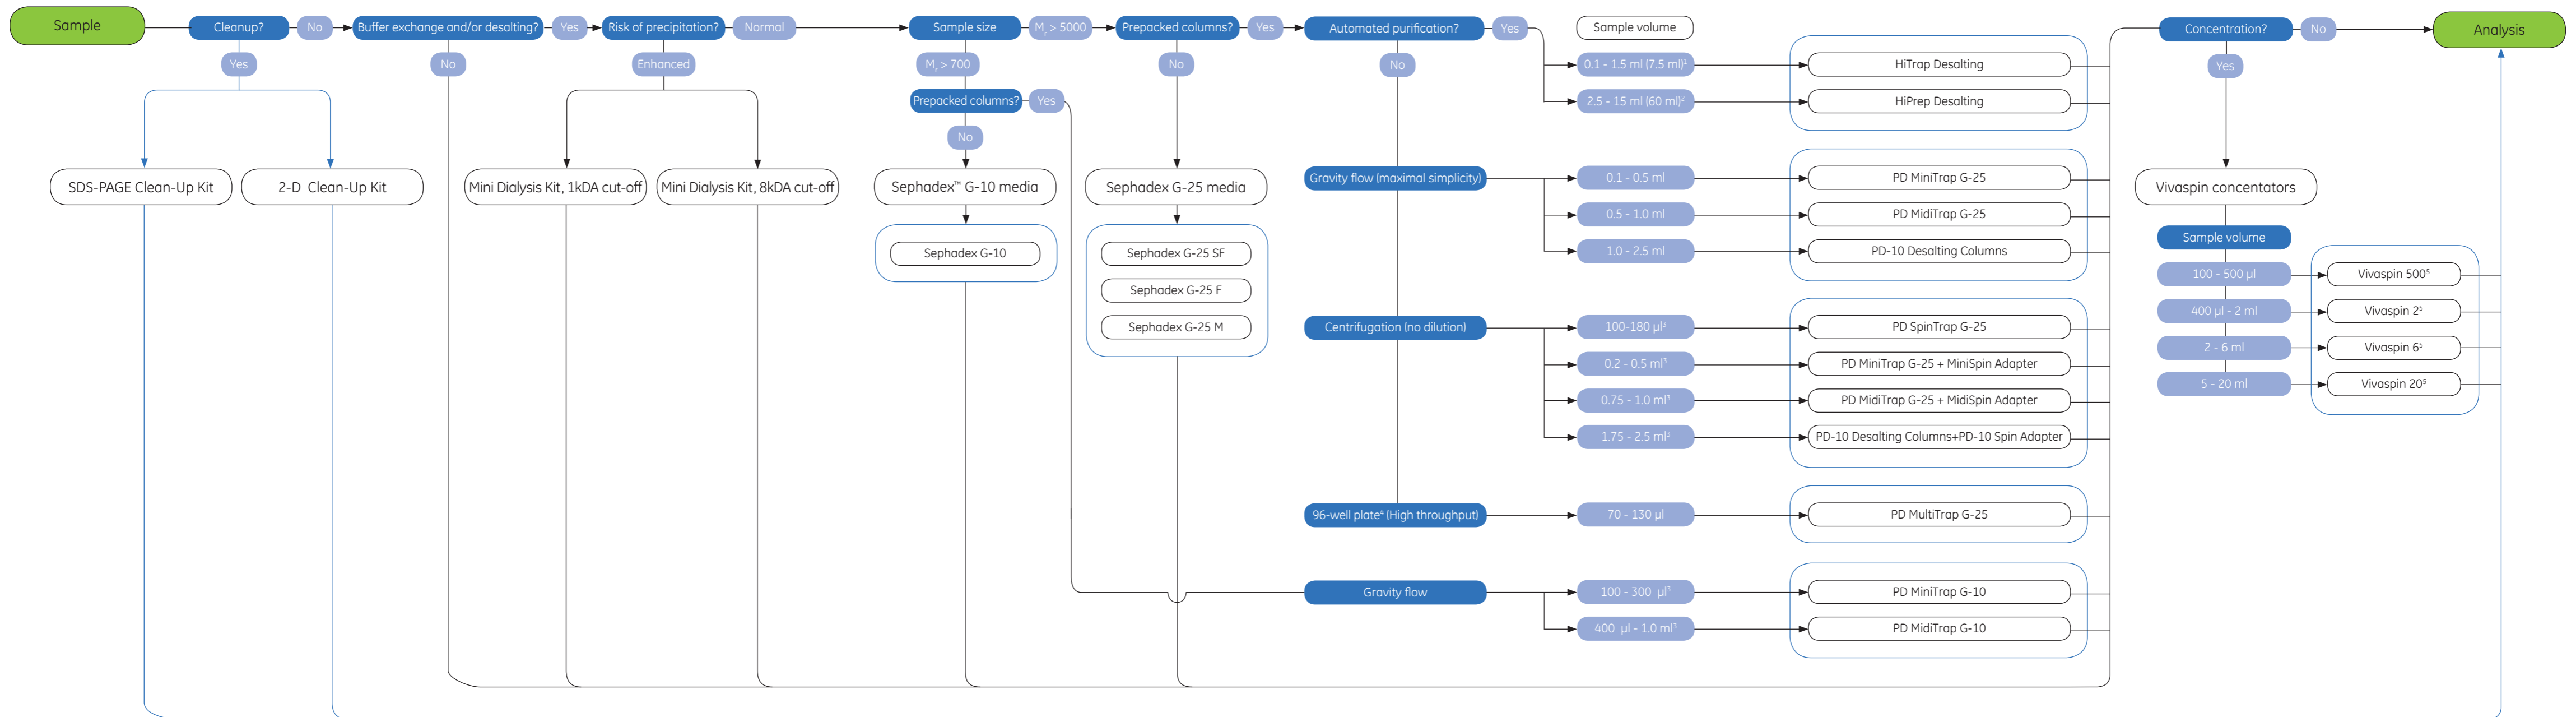 Sample
Cleanup?
No
Buffer exchange and/or desalting?
Yes
Risk of precipitation?
Normal
Sample size
Mr > 5000
Prepacked columns?
Yes
Automated purification?
Yes
Sample volume
Concentration?
No
Analysis
Yes
No
Enhanced
Mr > 700
No
No
0.1 - 1.5 ml (7.5 ml)¹
HiTrap Desalting
Yes
Prepacked columns?
Yes
2.5 - 15 ml (60 ml)²
HiPrep Desalting
No
SDS-PAGE Clean-Up Kit
2-D Clean-Up Kit
Mini Dialysis Kit, 1kDA cut-off
Mini Dialysis Kit, 8kDA cut-off
Sephadex™ G-10 media
Sephadex G-25 media
Gravity flow (maximal simplicity)
0.1 - 0.5 ml
PD MiniTrap G-25
Vivaspin concentators
0.5 - 1.0 ml
PD MidiTrap G-25
Sample volume
Sephadex G-10
Sephadex G-25 SF
1.0 - 2.5 ml
PD-10 Desalting Columns
100 - 500 µl
Vivaspin 500⁵
Sephadex G-25 F
400 µl - 2 ml
Vivaspin 2⁵
Sephadex G-25 M
Centrifugation (no dilution)
100-180 µl³
PD SpinTrap G-25
2 - 6 ml
Vivaspin 6⁵
0.2 - 0.5 ml³
PD MiniTrap G-25 + MiniSpin Adapter
5 - 20 ml
Vivaspin 20⁵
0.75 - 1.0 ml³
PD MidiTrap G-25 + MidiSpin Adapter
1.75 - 2.5 ml³
PD-10 Desalting Columns+PD-10 Spin Adapter
96-well plate⁴ (High throughput)
70 - 130 µl
PD MultiTrap G-25
Gravity flow
100 - 300 µl³
PD MiniTrap G-10
400 µl - 1.0 ml³
PD MidiTrap G-10